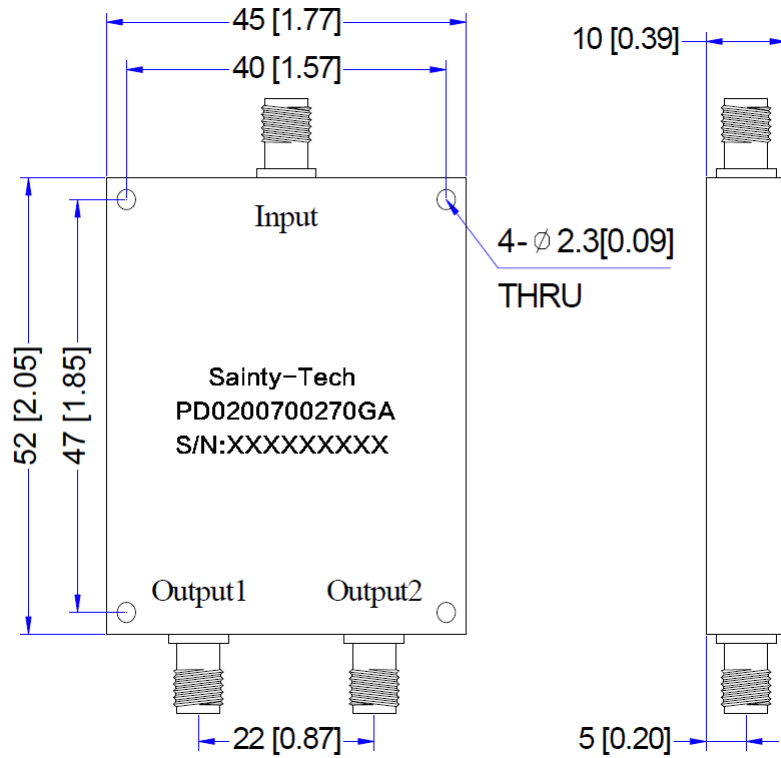 45 [1.77]
10 [0.39]
40 [1.57]
Input
4-∅2.3[0.09]
THRU
52 [2.05]
47 [1.85]
Sainty-Tech
PD0200700270GA
S/N:XXXXXXXXX
Output1
Output2
22 [0.87]
5 [0.20]